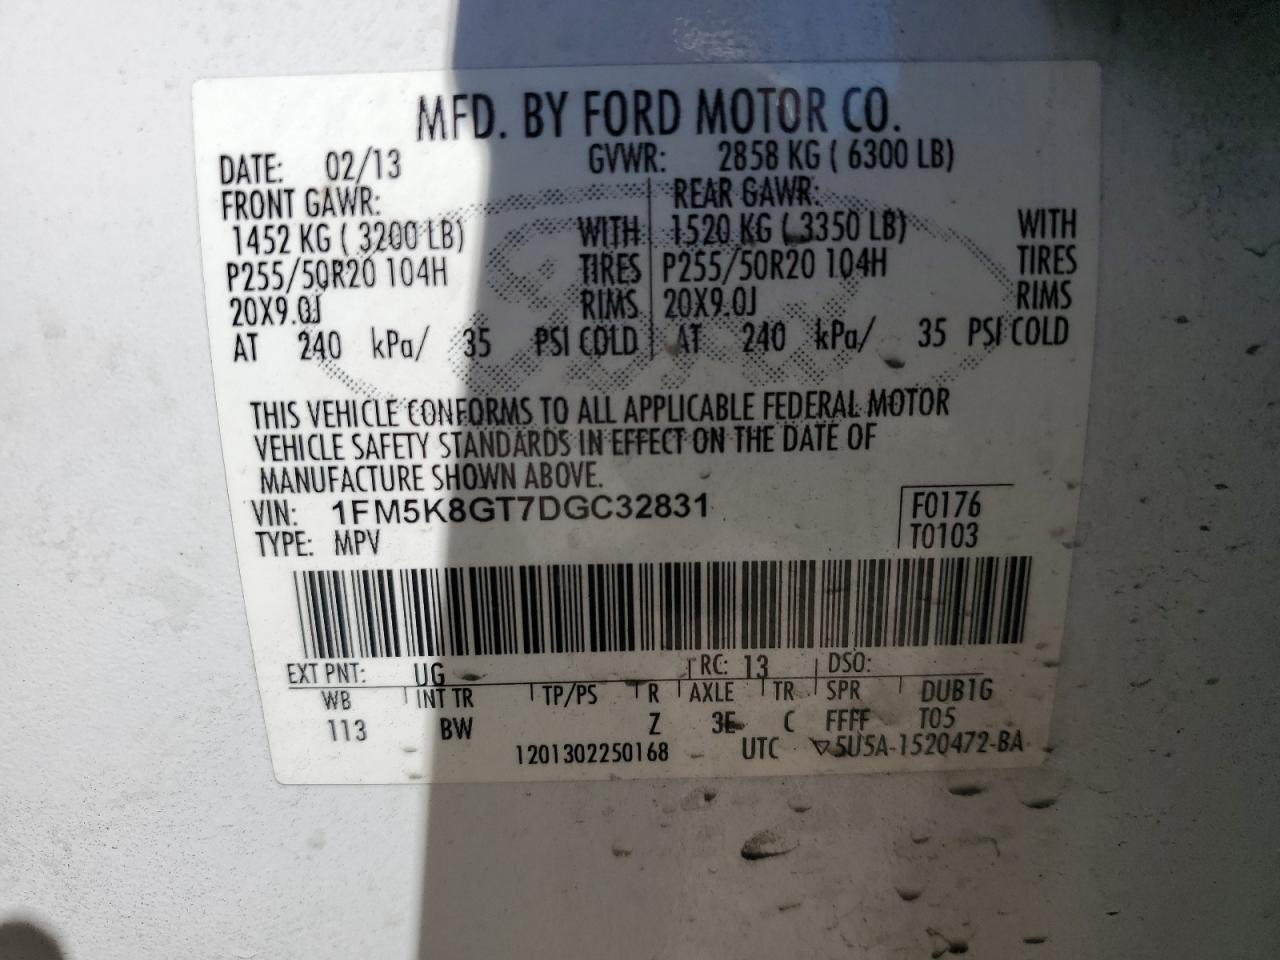 MFD. BY FORD MOTOR CO.
DATE: 02/13 GVWR: 2858 KG ( 6300 LB)
FRONT GAWR: REAR GAWR:
1452 KG ( 3200 LB) WITH 1520 KG ( 3350 LB) WITH
P255/50R20 104H TIRES P255/50R20 104H TIRES
20X9.0J RIMS 20X9.0J RIMS
AT 240 kPa/ 35 PSI COLD AT 240 kPa/ 35 PSI COLD
THIS VEHICLE CONFORMS TO ALL APPLICABLE FEDERAL MOTOR
VEHICLE SAFETY STANDARDS IN EFFECT ON THE DATE OF
MANUFACTURE SHOWN ABOVE.
VIN: 1FM5K8GT7DGC32831 F0176
TYPE: MPV T0103
EXT PNT: UG RC: 13 DSO:
WB INT TR TP/PS R AXLE TR SPR DUB1G
113 BW Z 3E C FFFF T05
1201302250168 UTC ▽5U5A-1520472-BA